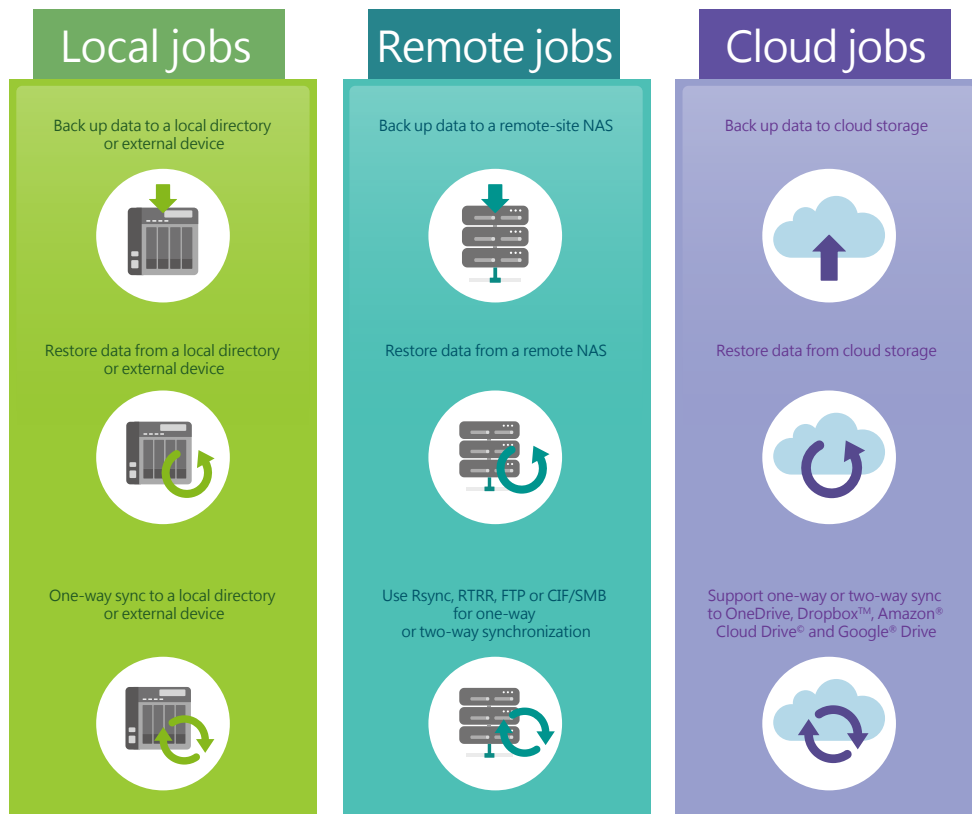 Local jobs
Back up data to a local directory
or external device
Restore data from a local directory
or external device
One-way sync to a local directory
or external device
Remote jobs
Back up data to a remote-site NAS
Restore data from a remote NAS
Use Rsync, RTRR, FTP or CIF/SMB
for one-way
or two-way synchronization
Cloud jobs
Back up data to cloud storage
Restore data from cloud storage
Support one-way or two-way sync
to OneDrive, Dropbox™, Amazon®
Cloud Drive© and Google® Drive